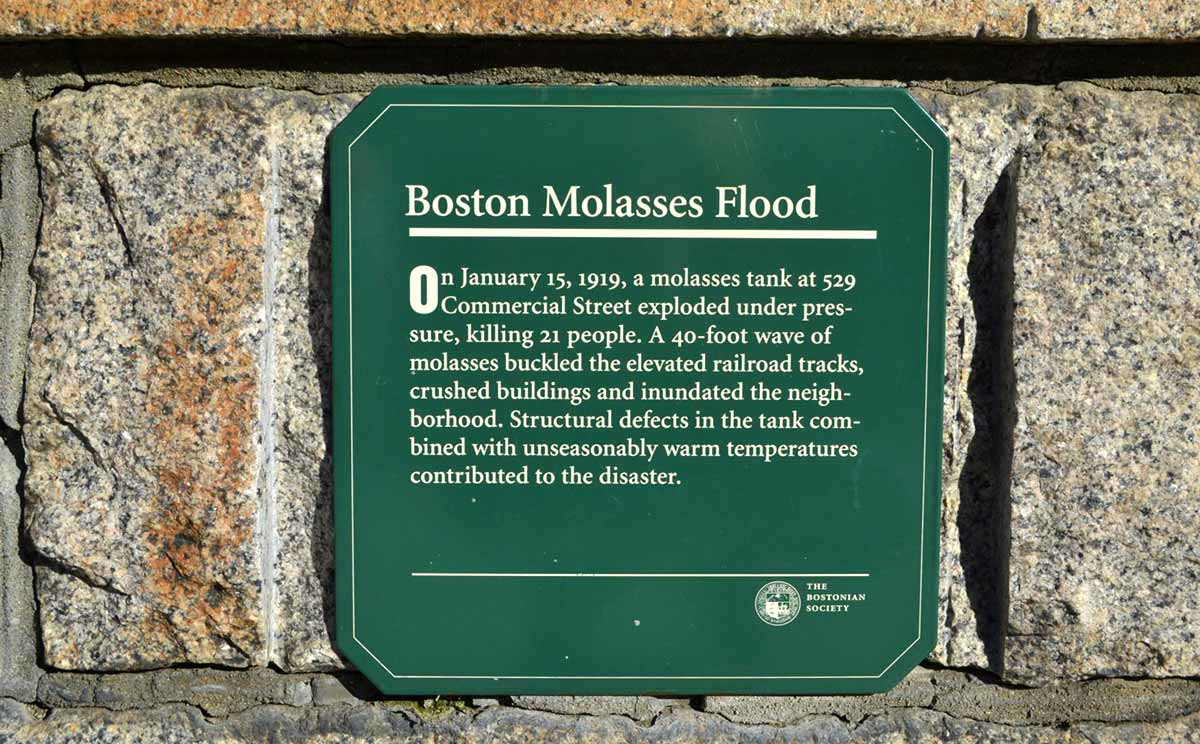 Boston Molasses Flood
On January 15, 1919, a molasses tank at 529
Commercial Street exploded under pres-
sure, killing 21 people. A 40-foot wave of
molasses buckled the elevated railroad tracks,
crushed buildings and inundated the neigh-
borhood. Structural defects in the tank com-
bined with unseasonably warm temperatures
contributed to the disaster.
THE
BOSTONIAN
SOCIETY